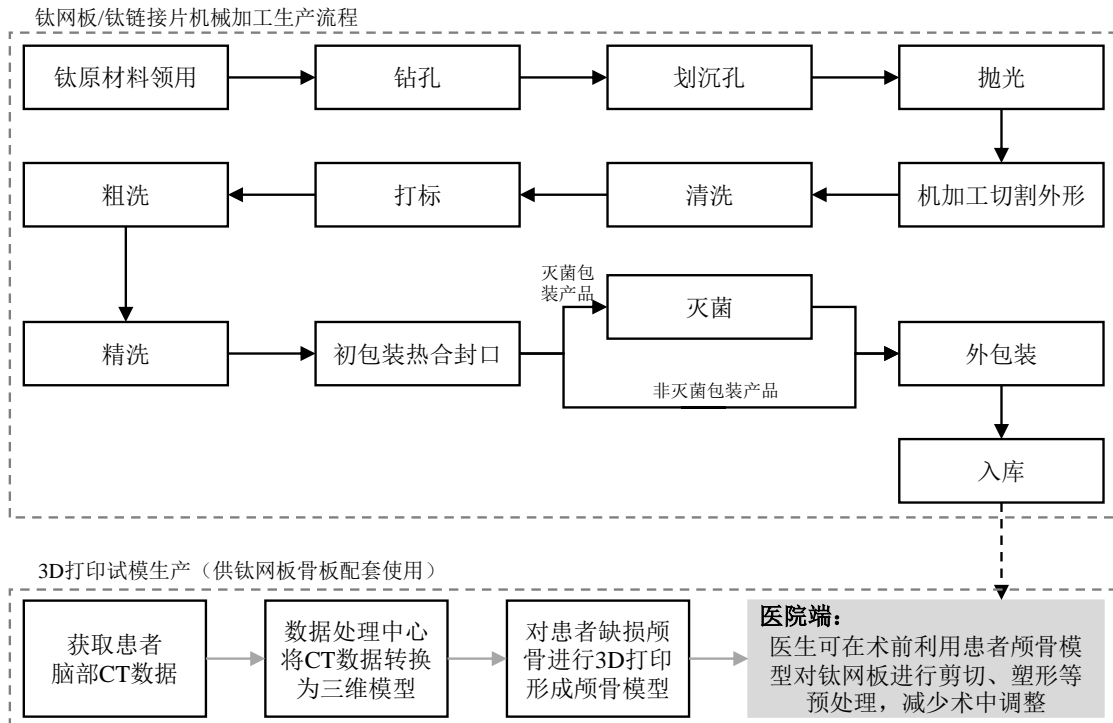 钛网板/钛链接片机械加工生产流程
钛原材料领用
钻孔
划沉孔
抛光
粗洗
打标
清洗
机加工切割外形
灭菌包
装产品
灭菌
精洗
初包装热合封口
外包装
非灭菌包装产品
入库
3D打印试模生产（供钛网板骨板配套使用）
获取患者
脑部CT数据
数据处理中心
将CT数据转换
为三维模型
对患者缺损颅
骨进行3D打印
形成颅骨模型
医院端：
医生可在术前利用患者颅骨模
型对钛网板进行剪切、塑形等
预处理，减少术中调整